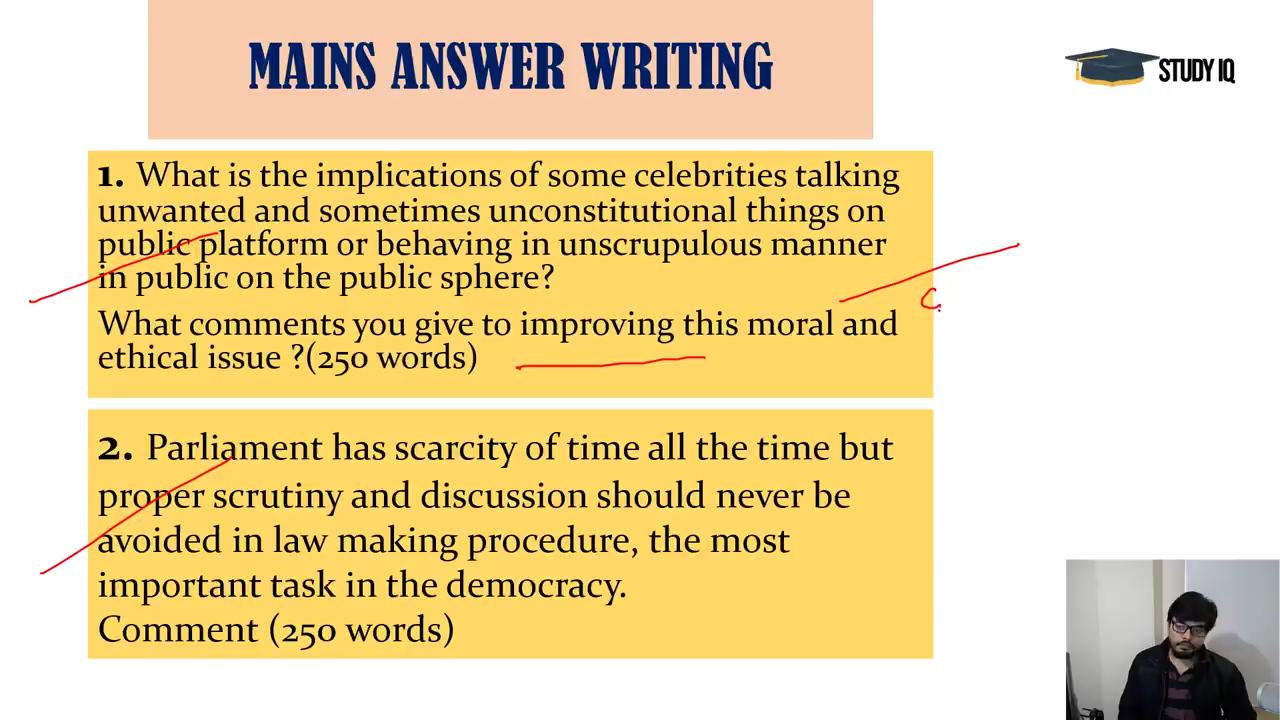 MAINS ANSWER WRITING
STUDY IQ
1. What is the implications of some celebrities talking
unwanted and sometimes unconstitutional things on
public platform or behaving in unscrupulous manner
in public on the public sphere?
What comments you give to improving this moral and
ethical issue ?(250 words)
2. Parliament has scarcity of time all the time but
proper scrutiny and discussion should never be
avoided in law making procedure, the most
important task in the democracy.
Comment (250 words)